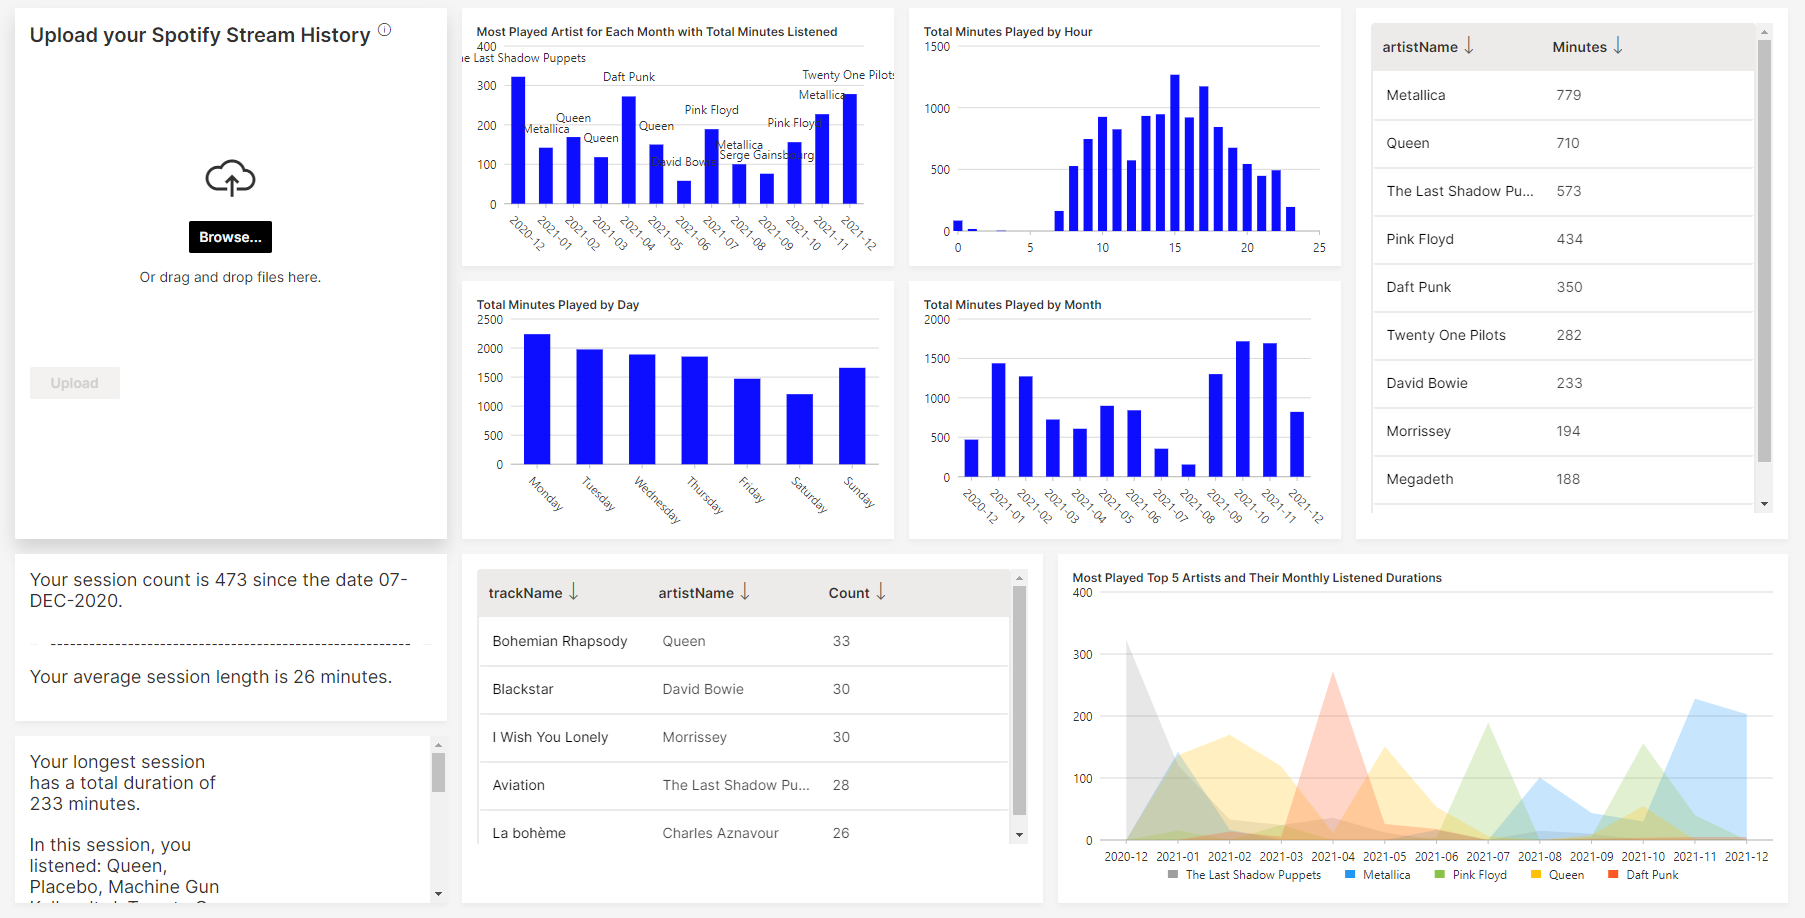 Upload your Spotify Stream History
Browse...
Or drag and drop files here.
Upload
Most Played Artist for Each Month with Total Minutes Listened
400
300
200
100
0
he Last Shadow Puppets
Metallica
Queen
Queen
Daft Punk
Queen
David Bowie
Pink Floyd
Metallica
Serge Gainsbourg
Pink Floyd
Metallica
Twenty One Pilots
2020-12
2021-01
2021-02
2021-03
2021-04
2021-05
2021-06
2021-07
2021-08
2021-09
2021-10
2021-11
2021-12
Total Minutes Played by Hour
1500
1000
500
0
0 5 10 15 20 25
artistName Minutes
Metallica 779
Queen 710
The Last Shadow Pu... 573
Pink Floyd 434
Daft Punk 350
Twenty One Pilots 282
David Bowie 233
Morrissey 194
Megadeth 188
Total Minutes Played by Day
2500
2000
1500
1000
500
0
Monday
Tuesday
Wednesday
Thursday
Friday
Saturday
Sunday
Total Minutes Played by Month
2000
1500
1000
500
0
2020-12
2021-01
2021-02
2021-03
2021-04
2021-05
2021-06
2021-07
2021-08
2021-09
2021-10
2021-11
2021-12
Your session count is 473 since the date 07-
DEC-2020.
Your average session length is 26 minutes.
Your longest session
has a total duration of
233 minutes.
In this session, you
listened: Queen,
Placebo, Machine Gun
trackName artistName Count
Bohemian Rhapsody Queen 33
Blackstar David Bowie 30
I Wish You Lonely Morrissey 30
Aviation The Last Shadow Pu... 28
La bohème Charles Aznavour 26
Most Played Top 5 Artists and Their Monthly Listened Durations
400
300
200
100
0
2020-12 2021-01 2021-02 2021-03 2021-04 2021-05 2021-06 2021-07 2021-08 2021-09 2021-10 2021-11 2021-12
The Last Shadow Puppets Metallica Pink Floyd Queen Daft Punk